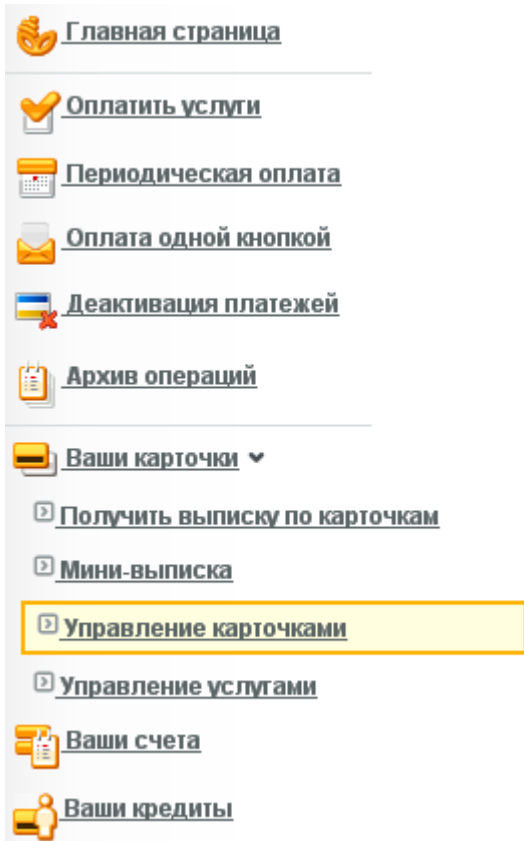 Главная страница
Оплатить услуги
Периодическая оплата
Оплата одной кнопкой
Деактивация платежей
Архив операций
Ваши карточки
Получить выписку по карточкам
Мини-выписка
Управление карточками
Управление услугами
Ваши счета
Ваши кредиты